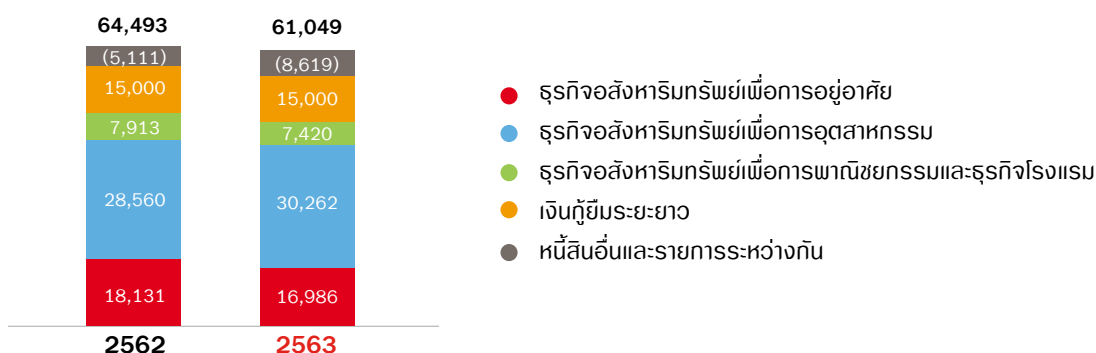 64,493 61,049
(5,111) (8,619)
15,000 15,000
7,913 7,420
28,560 30,262
18,131 16,986
2562 2563
ธุรกิจอสังหาริมทรัพย์เพื่อการอยู่อาศัย
ธุรกิจอสังหาริมทรัพย์เพื่อการอุตสาหกรรม
ธุรกิจอสังหาริมทรัพย์เพื่อการพาณิชยกรรมและธุรกิจโรงแรม
เงินกู้ยืมระยะยาว
หนี้สินอื่นและรายการระหว่างกัน